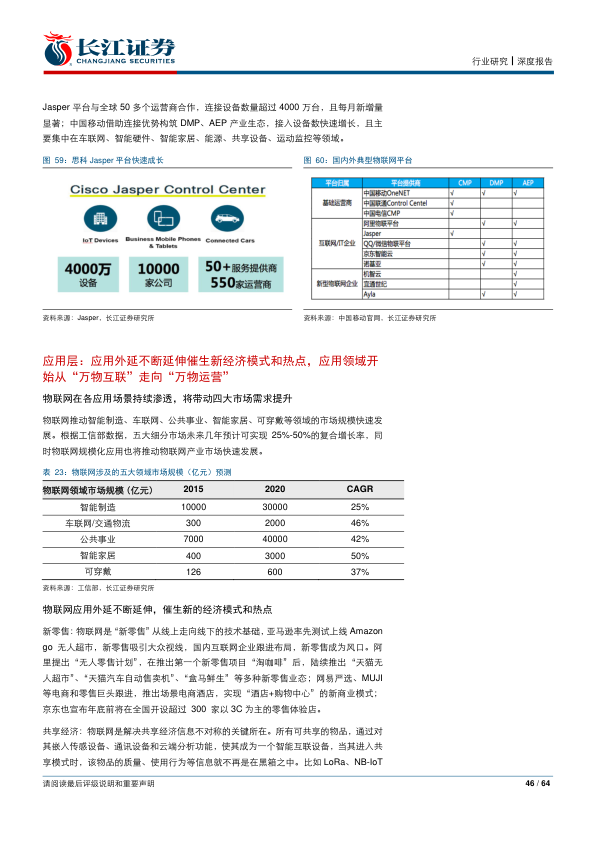 长江证券
CHANGJIANG SECURITIES
行业研究┃深度报告
Jasper 平台与全球 50 多个运营商合作，连接设备数量超过 4000 万台，且每月新增量
显著；中国移动借助连接优势构筑 DMP、AEP 产业生态，接入设备数快速增长，且主
要集中在车联网、智能硬件、智能家居、能源、共享设备、运动监控等领域。
图 59：思科 Jasper 平台快速成长
Cisco Jasper Control Center
IoT Devices
Business Mobile Phones
& Tablets
Connected Cars
4000万
设备
10000
家公司
50+服务提供商
550家运营商
资料来源：Jasper，长江证券研究所
图 60：国内外典型物联网平台
平台归属 平台提供商 CMP DMP AEP
基础运营商 中国移动OneNET √ √ √
中国联通Control Centel √
中国电信CMP √
物联网/IT企业 阿里物联平台 √ √
Jasper √
QQ/微信物联平台 √ √
京东智能云 √ √
诺基亚 √ √
新型物联网企业 机智云 √
宜通世纪 √
Ayla √ √
资料来源：中国移动官网，长江证券研究所
应用层：应用外延不断延伸催生新经济模式和热点，应用领域开
始从“万物互联”走向“万物运营”
物联网在各应用场景持续渗透，将带动四大市场需求提升
物联网推动智能制造、车联网、公共事业、智能家居、可穿戴等领域的市场规模快速发
展。根据工信部数据，五大细分市场未来几年预计可实现 25%-50%的复合增长率，同
时物联网规模化应用也将推动物联网产业市场快速发展。
表 23：物联网涉及的五大领域市场规模（亿元）预测
物联网领域市场规模（亿元） 2015 2020 CAGR
智能制造 10000 30000 25%
车联网/交通物流 300 2000 46%
公共事业 7000 40000 42%
智能家居 400 3000 50%
可穿戴 126 600 37%
资料来源：工信部，长江证券研究所
物联网应用外延不断延伸，催生新的经济模式和热点
新零售：物联网是“新零售”从线上走向线下的技术基础，亚马逊率先测试上线 Amazon
go 无人超市，新零售吸引大众视线，国内互联网企业跟进布局，新零售成为风口。阿
里提出“无人零售计划”，在推出第一个新零售项目“淘咖啡”后，陆续推出“天猫无
人超市”、“天猫汽车自动售卖机”、“盒马鲜生”等多种新零售业态；网易严选、MUJI
等电商和零售巨头跟进，推出场景电商酒店，实现“酒店+购物中心”的新商业模式；
京东也宣布年底前将在全国开设超过 300 家以 3C 为主的零售体验店。
共享经济：物联网是解决共享经济信息不对称的关键所在。所有可共享的物品，通过对
其嵌入传感设备、通讯设备和云端分析功能，使其成为一个智能互联设备，当其进入共
享模式时，该物品的质量、使用行为等信息就不再是在黑箱之中。比如 LoRa、NB-IoT
请阅读最后评级说明和重要声明
46 / 64